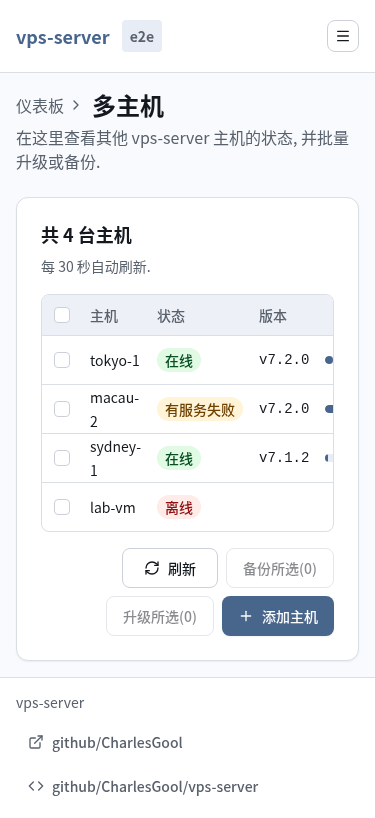 vps-server e2e
仪表板 > 多主机
在这里查看其他 vps-server 主机的状态, 并批量
升级或备份.
共 4 台主机
每 30 秒自动刷新.
主机 状态 版本
tokyo-1 在线 v7.2.0
macau-
2 有服务失败 v7.2.0
sydney-
1 在线 v7.1.2
lab-vm 离线
刷新 备份所选(0)
升级所选(0) + 添加主机
vps-server
github/CharlesGool
github/CharlesGool/vps-server